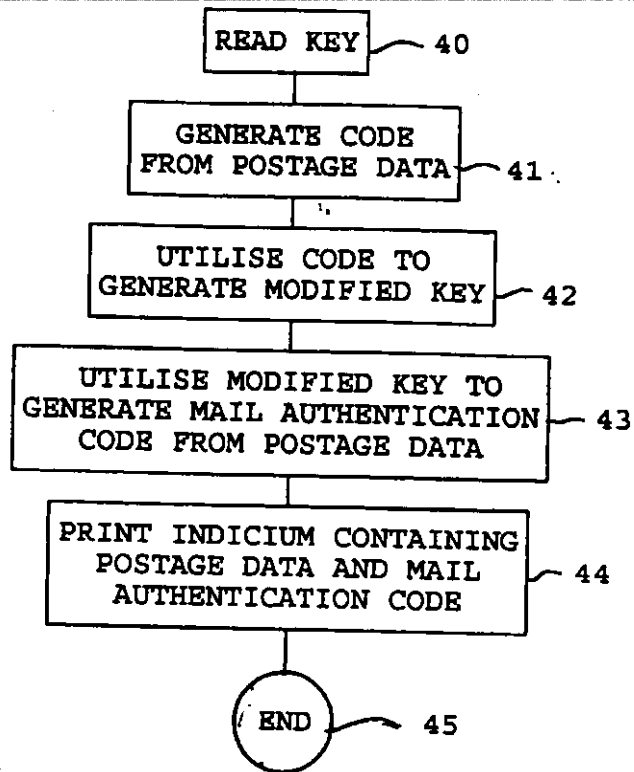 READ KEY 40
GENERATE CODE
FROM POSTAGE DATA 41
UTILISE CODE TO
GENERATE MODIFIED KEY 42
UTILISE MODIFIED KEY TO
GENERATE MAIL AUTHENTICATION
CODE FROM POSTAGE DATA 43
PRINT INDICIUM CONTAINING
POSTAGE DATA AND MAIL 44
AUTHENTICATION CODE
END 45